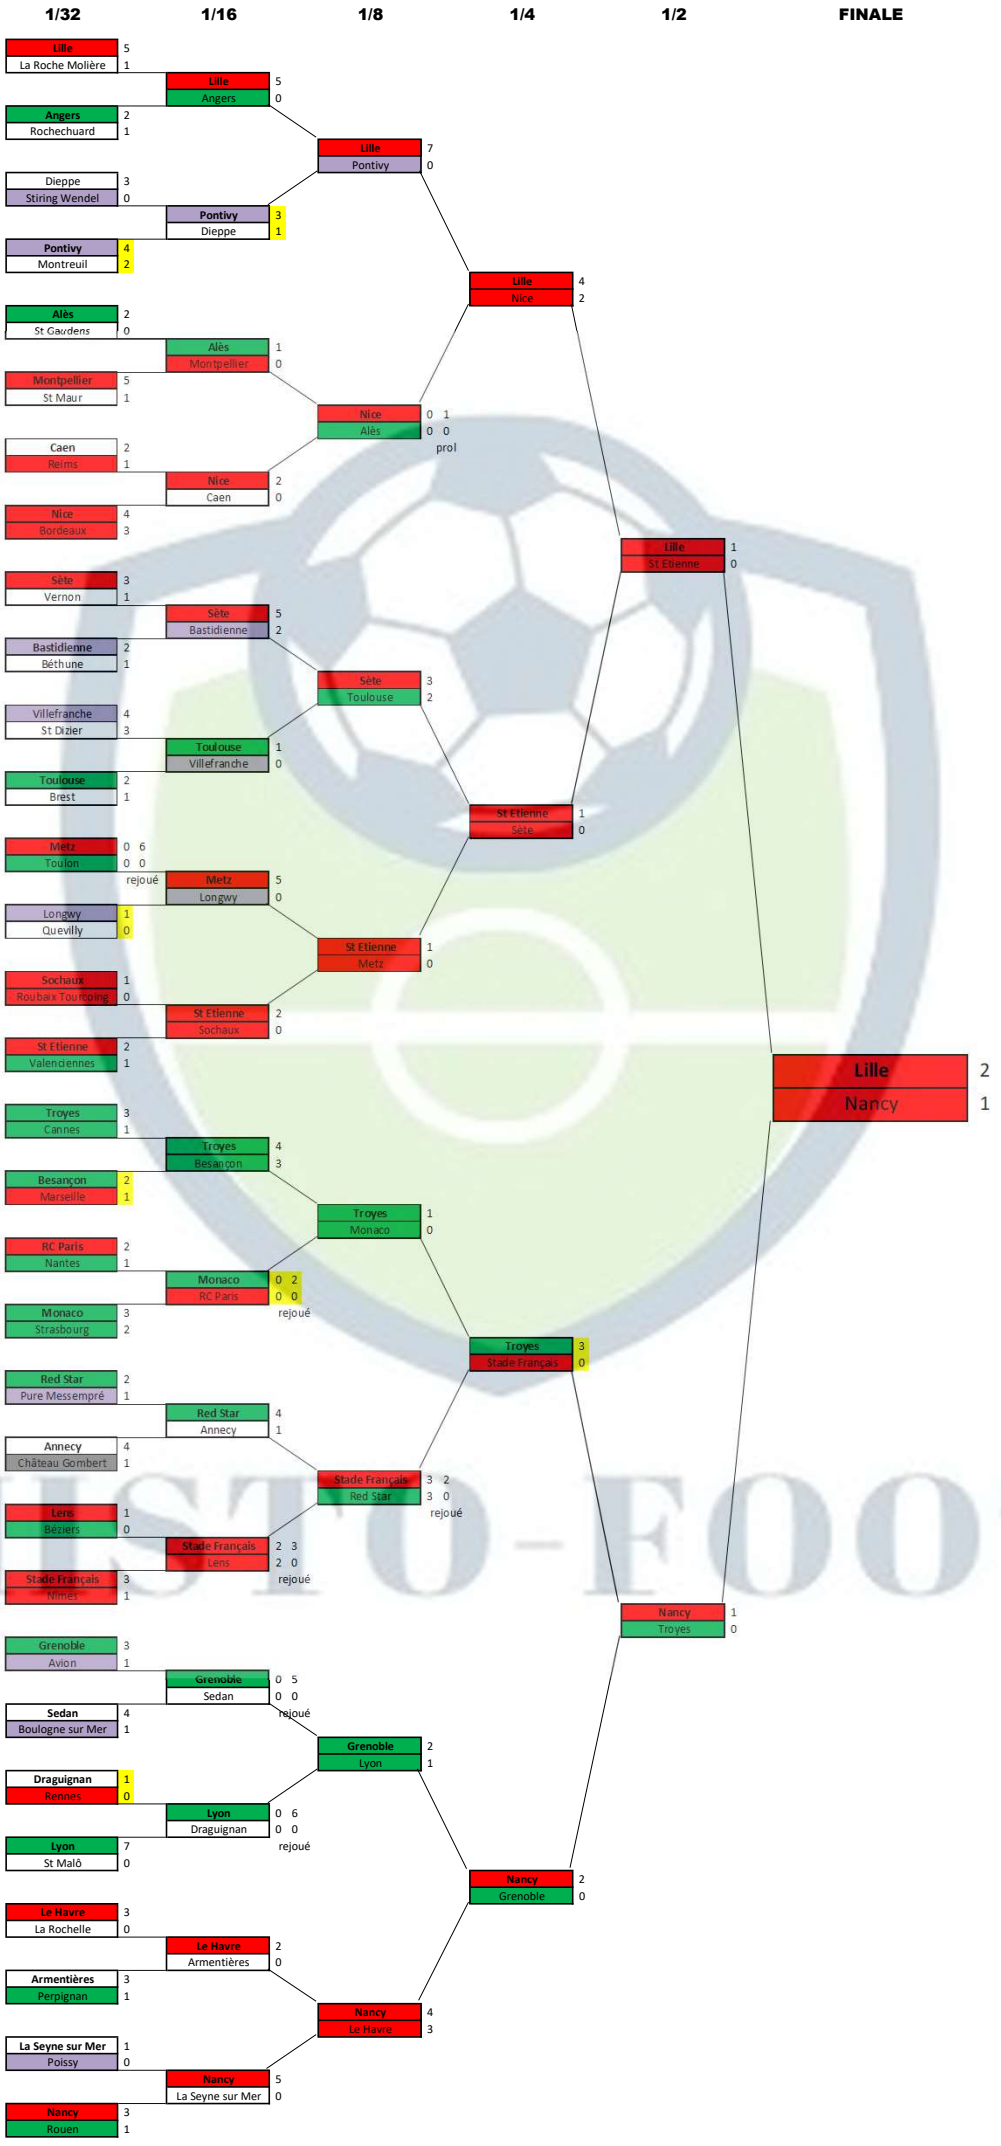 1/32 1/16 1/8 1/4 1/2 FINALE
Lille 5
La Roche Molière 1
Lille 5
Angers 0
Angers 2
Rochechuard 1
Lille 7
Pontivy 0
Dieppe 3
Stiring Wendel 0
Pontivy 3
Dieppe 1
Pontivy 4
Montreuil 2
Lille 4
Nice 2
Alès 2
St Gaudens 0
Alès 1
Montpellier 0
Montpellier 5
St Maur 1
Nice 0 1
Alès 0 0
prol
Caen 2
Reims 1
Nice 2
Caen 0
Nice 4
Bordeaux 3
Lille 1
St Etienne 0
Sète 3
Vernon 1
Sète 5
Bastidienne 2
Bastidienne 2
Béthune 1
Sète 3
Toulouse 2
Villefranche 4
St Dizier 3
Toulouse 1
Villefranche 0
Toulouse 2
Brest 1
St Etienne 1
Sète 0
Metz 0 6
Toulon 0 0
rejoué
Metz 5
Longwy 0
Longwy 1
Quevilly 0
St Etienne 1
Metz 0
Sochaux 1
Roubaix Tourcoing 0
St Etienne 2
Sochaux 0
St Etienne 2
Valenciennes 1
Lille 2
Nancy 1
Troyes 3
Cannes 1
Troyes 4
Besançon 3
Besançon 2
Marseille 1
Troyes 1
Monaco 0
RC Paris 2
Nantes 1
Monaco 0 2
RC Paris 0 0
rejoué
Monaco 3
Strasbourg 2
Troyes 3
Stade Français 0
Red Star 2
Pure Messempré 1
Red Star 4
Annecy 1
Annecy 4
Château Gombert 1
Stade Français 3 2
Red Star 3 0
rejoué
Lens 1
Béziers 0
Stade Français 2 3
Lens 2 0
rejoué
Stade Français 3
Nîmes 1
HISTO-FOO
Nancy 1
Troyes 0
Grenoble 3
Avion 1
Grenoble 0 5
Sedan 0 0
rejoué
Sedan 4
Boulogne sur Mer 1
Grenoble 2
Lyon 1
Draguignan 1
Rennes 0
Lyon 0 6
Draguignan 0 0
rejoué
Lyon 7
St Malô 0
Nancy 2
Grenoble 0
Le Havre 3
La Rochelle 0
Le Havre 2
Armentières 0
Armentières 3
Perpignan 1
Nancy 4
Le Havre 3
La Seyne sur Mer 1
Poissy 0
Nancy 5
La Seyne sur Mer 0
Nancy 3
Rouen 1